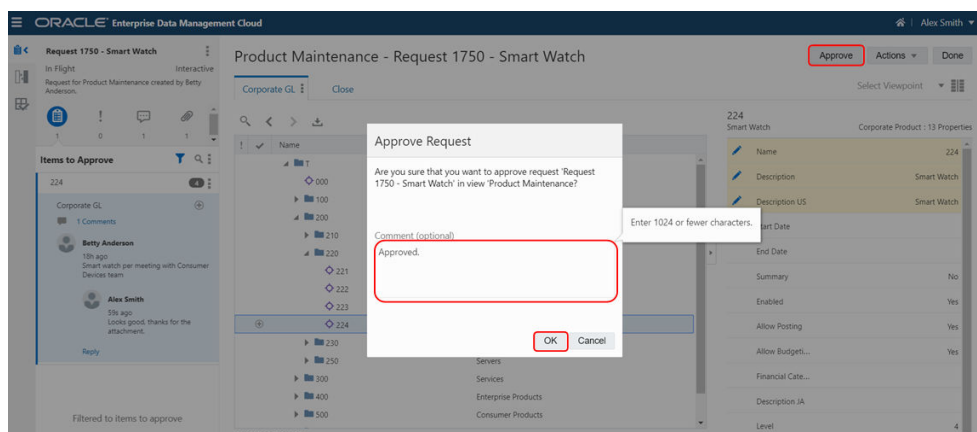 ORACLE® Enterprise Data Management Cloud
Alex Smith
Request 1750 - Smart Watch
In Flight
Interactive
Request for Product Maintenance created by Betty
Anderson.
1
0
1
1
Items to Approve
224
4
Corporate GL
1 Comments
Betty Anderson
18h ago
Smart watch per meeting with Consumer
Devices team
Alex Smith
59s ago
Looks good. thanks for the
attachment.
Reply
Filtered to items to approve
Product Maintenance - Request 1750 - Smart Watch
Approve
Actions
Done
Corporate GL
Close
Select Viewpoint
!
Name
T
000
100
200
210
220
221
222
223
224
230
250
Servers
300
Services
400
Enterprise Products
500
Consumer Products
Approve Request
Are you sure that you want to approve request 'Request
1750 - Smart Watch' in view 'Product Maintenance?
Comment (optional)
Approved.
Enter 1024 or fewer characters.
OK
Cancel
224
Smart Watch
Corporate Product : 13 Properties
Name
224
Description
Smart Watch
Description US
Smart Watch
tart Date
End Date
Summary
No
Enabled
Yes
Allow Posting
Yes
Allow Budgeti...
Yes
Financial Cate...
Description JA
Level
4